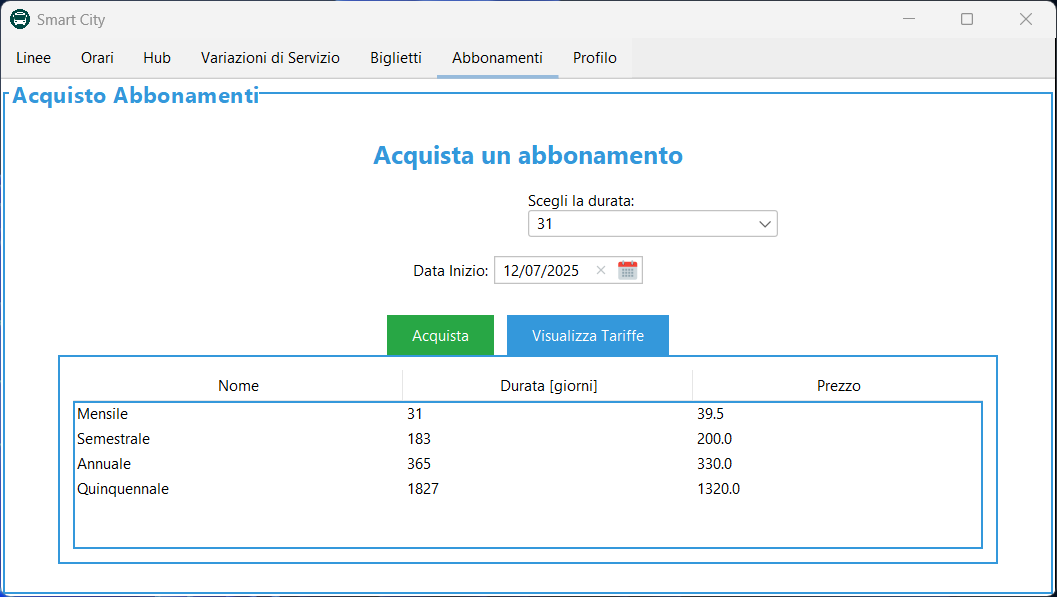 Smart City
Linee Orari Hub Variazioni di Servizio Biglietti Abbonamenti Profilo
Acquisto Abbonamenti
Acquista un abbonamento
Scegli la durata:
31
Data Inizio: 12/07/2025
Acquista Visualizza Tariffe
Nome Durata [giorni] Prezzo
Mensile 31 39.5
Semestrale 183 200.0
Annuale 365 330.0
Quinquennale 1827 1320.0